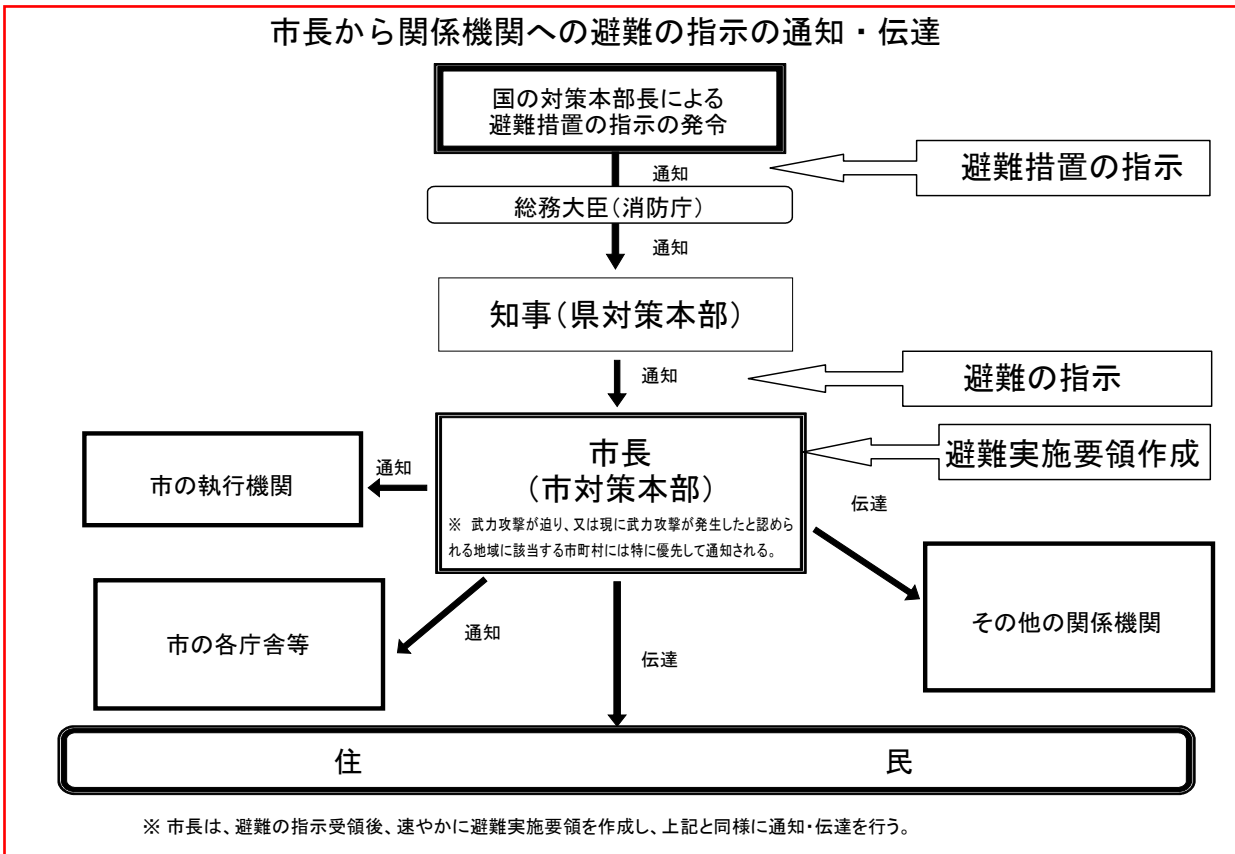 市長から関係機関への避難の指示の通知・伝達
国の対策本部長による
避難措置の指示の発令
通知
避難措置の指示
総務大臣(消防庁)
通知
知事(県対策本部)
通知
避難の指示
市長
(市対策本部)
※ 武力攻撃が迫り、又は現に武力攻撃が発生したと認めら
れる地域に該当する市町村には特に優先して通知される。
避難実施要領作成
通知
市の執行機関
伝達
その他の関係機関
通知
市の各庁舎等
伝達
住 民
※ 市長は、避難の指示受領後、速やかに避難実施要領を作成し、上記と同様に通知・伝達を行う。